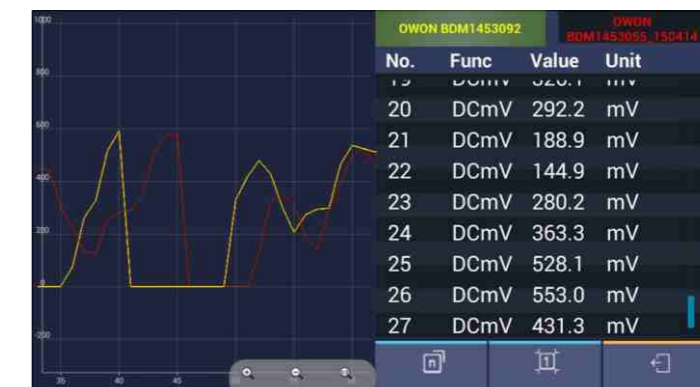 1000
800
600
400
200
0
-250
35 40 45
OWON BDM1453092
OWON
BDM1453055_150414
No. Func Value Unit
20 DCmV 292.2 mV
21 DCmV 188.9 mV
22 DCmV 144.9 mV
23 DCmV 280.2 mV
24 DCmV 363.3 mV
25 DCmV 528.1 mV
26 DCmV 553.0 mV
27 DCmV 431.3 mV
n 1